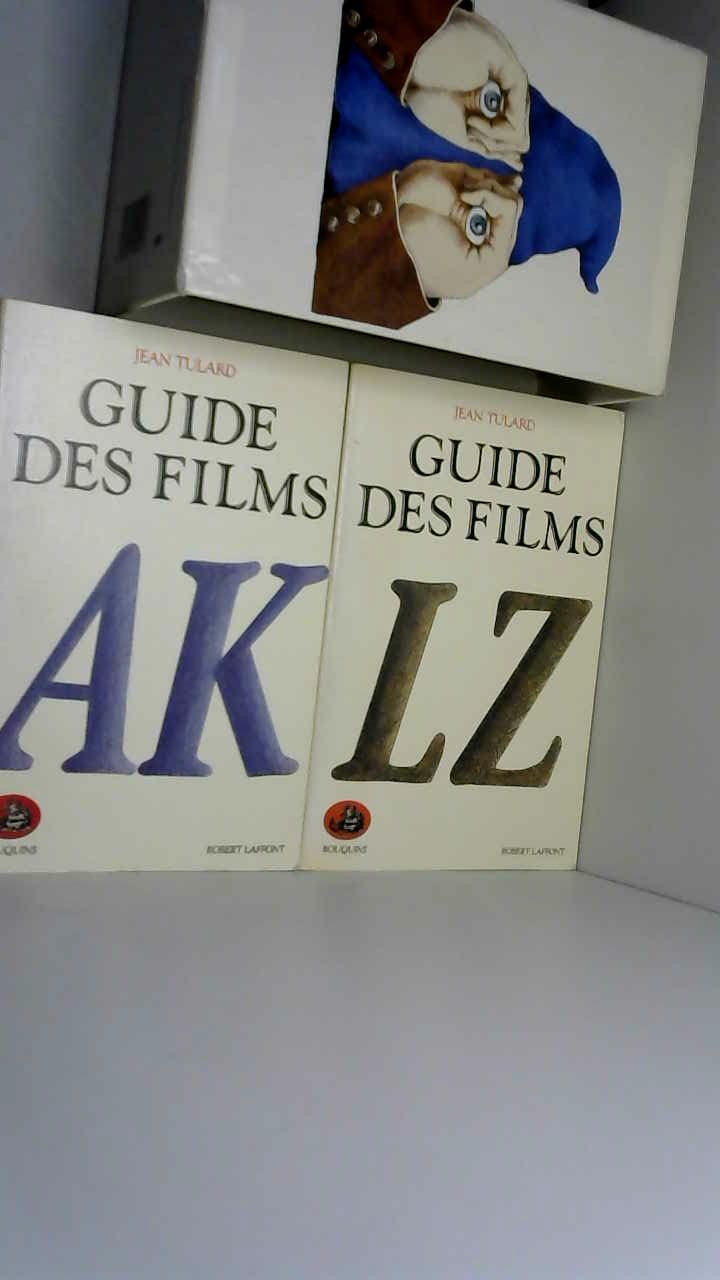 JEAN TULARD
GUIDE
DES FILMS
AK
BOUQUINS
ROBERT LAFFONT
JEAN TULARD
GUIDE
DES FILMS
LZ
BOUQUINS
ROBERT LAFFONT